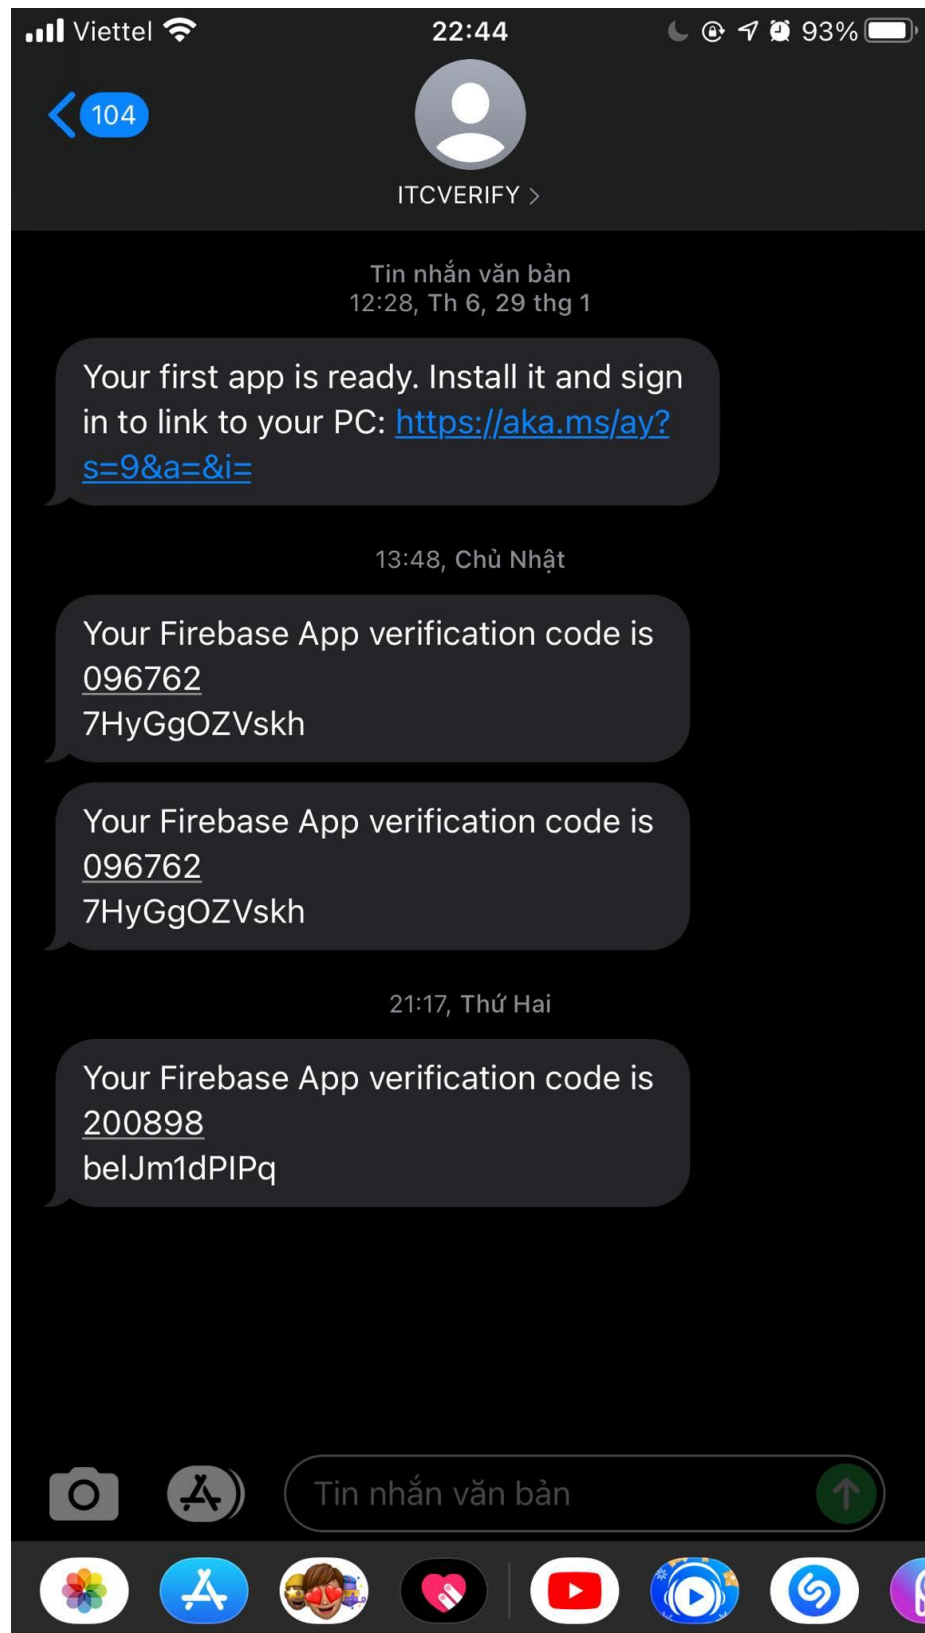 Viettel
22:44
93%
104
ITCVERIFY >
Tin nhắn văn bản
12:28, Th 6, 29 thg 1
Your first app is ready. Install it and sign
in to link to your PC: https://aka.ms/ay?
s=9&a=&i=
13:48, Chủ Nhật
Your Firebase App verification code is
096762
7HyGgOZVskh
Your Firebase App verification code is
096762
7HyGgOZVskh
21:17, Thứ Hai
Your Firebase App verification code is
200898
belJm1dPIPq
Tin nhắn văn bản